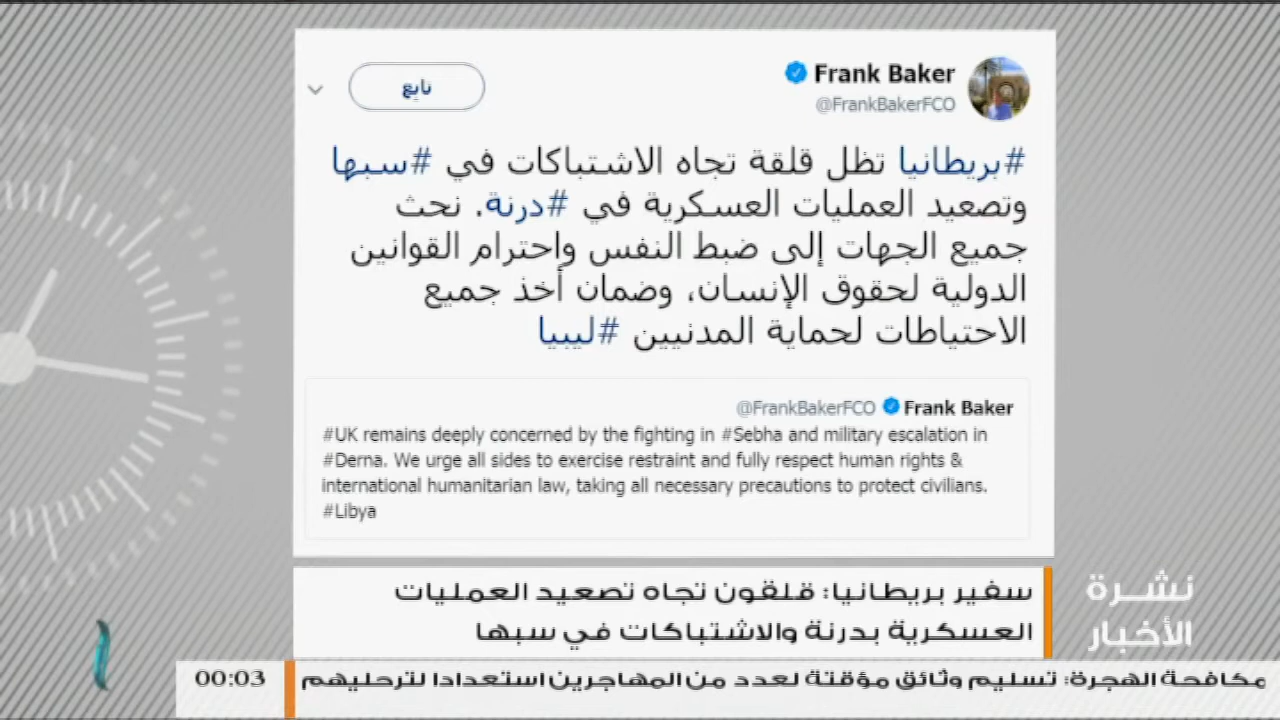 Frank Baker
تابع
@FrankBakerFCO
#بريطانيا تظل قلقة تجاه الاشتباكات في #سبها
وتصعيد العمليات العسكرية في #درنة. نحث
جميع الجهات إلى ضبط النفس واحترام القوانين
الدولية لحقوق الإنسان، وضمان أخذ جميع
الاحتياطات لحماية المدنيين #ليبيا
Frank Baker @FrankBakerFCO
#UK remains deeply concerned by the fighting in #Sebha and military escalation in
#Derna. We urge all sides to exercise restraint and fully respect human rights &
international humanitarian law, taking all necessary precautions to protect civilians.
#Libya
نشرة
الأخبار
سفير بريطانيا: قلقون تجاه تصعيد العمليات
العسكرية بدرنة والاشتباكات في سبها
مكافحة الهجرة: تسليم وثائق مؤقتة لعدد من المهاجرين استعدادا لترحليهم
00:03